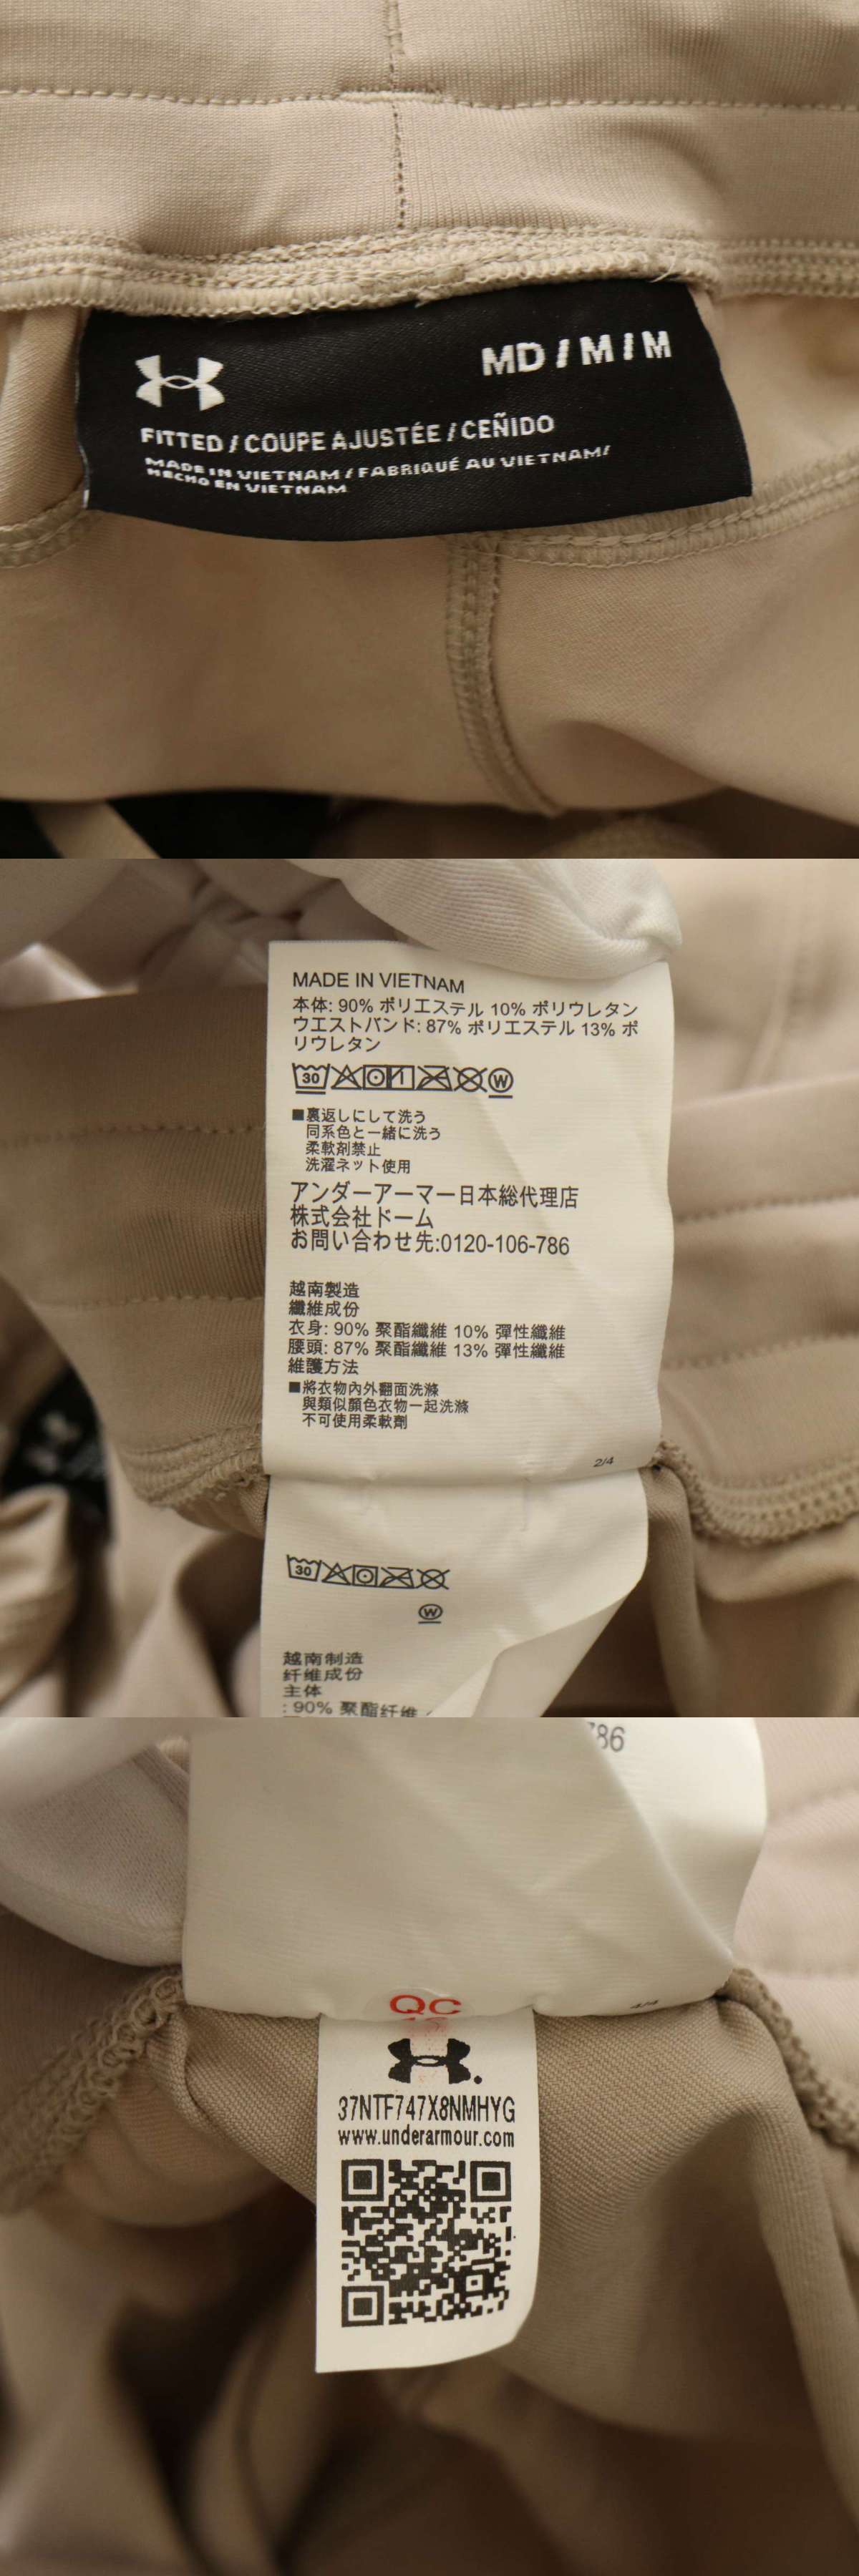 MD / M / M
FITTED / COUPE AJUSTÉE / CEÑIDO
MADE IN VIETNAM / FABRIQUÉ AU VIETNAM/
HECHO EN VIETNAM
MADE IN VIETNAM
本体: 90% ポリエステル 10% ポリウレタン
ウエストバンド: 87% ポリエステル 13% ポ
リウレタン
30
W
■裏返しにして洗う
同系色と一緒に洗う
柔軟剤禁止
洗濯ネット使用
アンダーアーマー日本総代理店
株式会社ドーム
お問い合わせ先:0120-106-786
越南製造
纖維成份
衣身: 90% 聚酯纖維 10% 彈性纖維
腰頭: 87% 聚酯纖維 13% 彈性纖維
維護方法
■將衣物內外翻面洗滌
與類似顏色衣物一起洗滌
不可使用柔軟劑
2/4
30
W
越南制造
纤维成份
主体
: 90% 聚酯纤维
786
QC
4/4
37NTF747X8NMHYG
www.underarmour.com